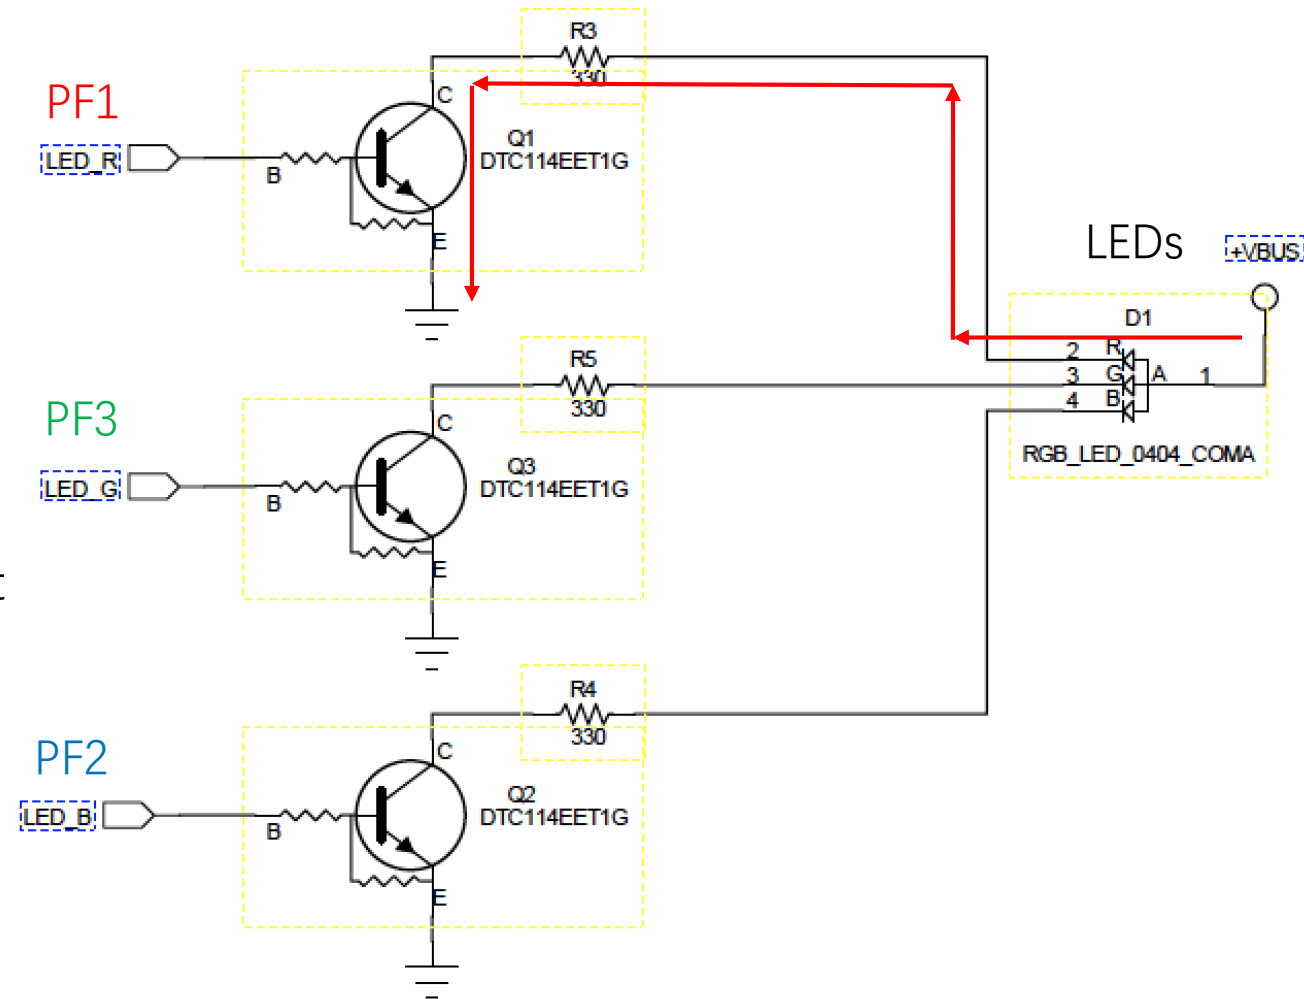 R3
330
PF1
C
Q1
DTC114EET1G
LED_R
B
E
LEDs
+VBUS
D1
2 R
3 G A 1
4 B
RGB_LED_0404_COMA
R5
330
PF3
C
Q3
DTC114EET1G
LED_G
B
E
R4
330
PF2
C
Q2
DTC114EET1G
LED_B
B
E